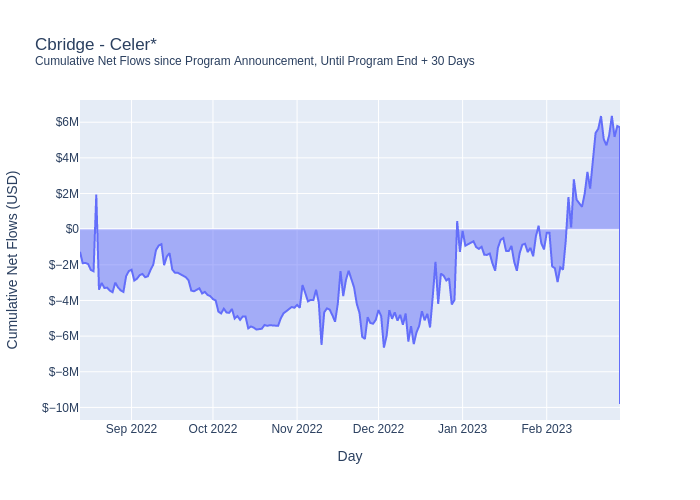 Cbridge - Celer*
Cumulative Net Flows since Program Announcement, Until Program End + 30 Days
Cumulative Net Flows (USD)
$6M
$4M
$2M
$0
$−2M
$−4M
$−6M
$−8M
$−10M
Sep 2022
Oct 2022
Nov 2022
Dec 2022
Jan 2023
Feb 2023
Day